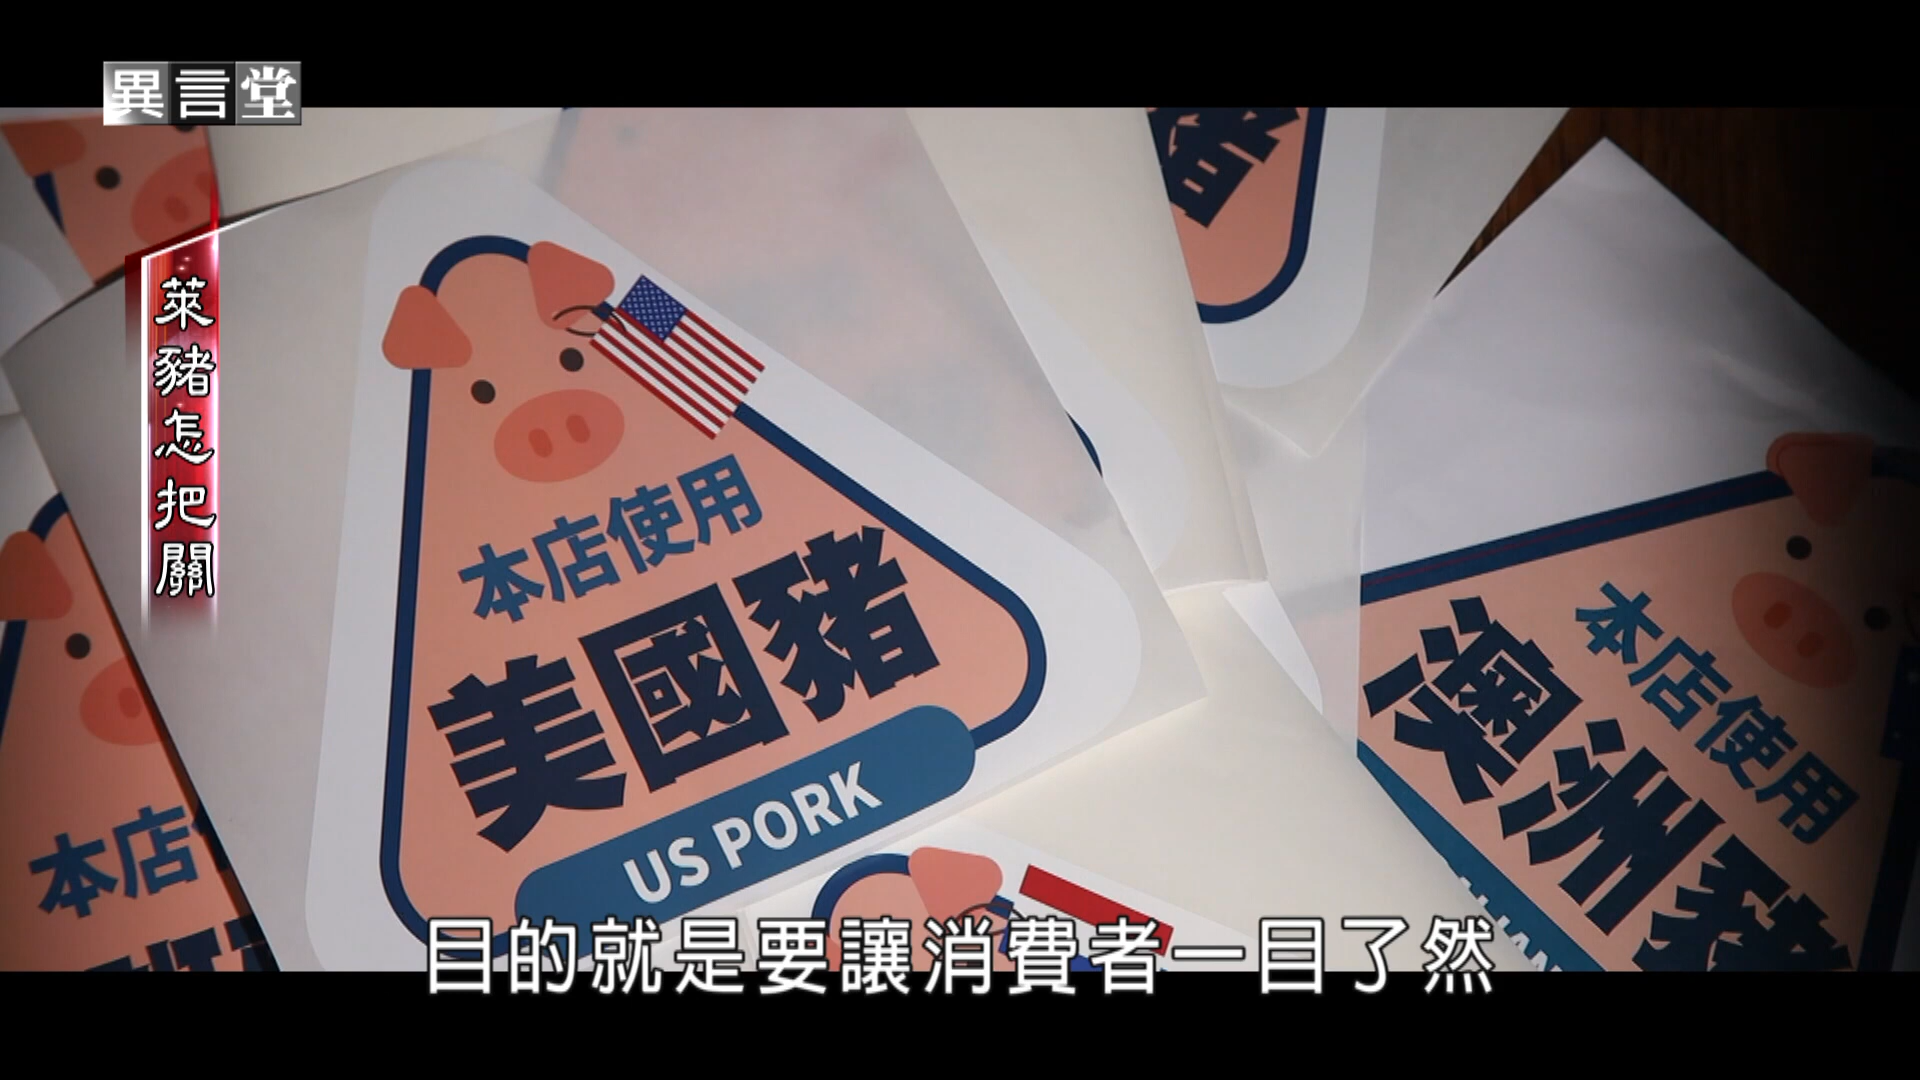 異言堂
萊豬怎把關
豬
本店使用
美國豬
US PORK
本店使用
澳洲豬
本店
目的就是要讓消費者一目了然